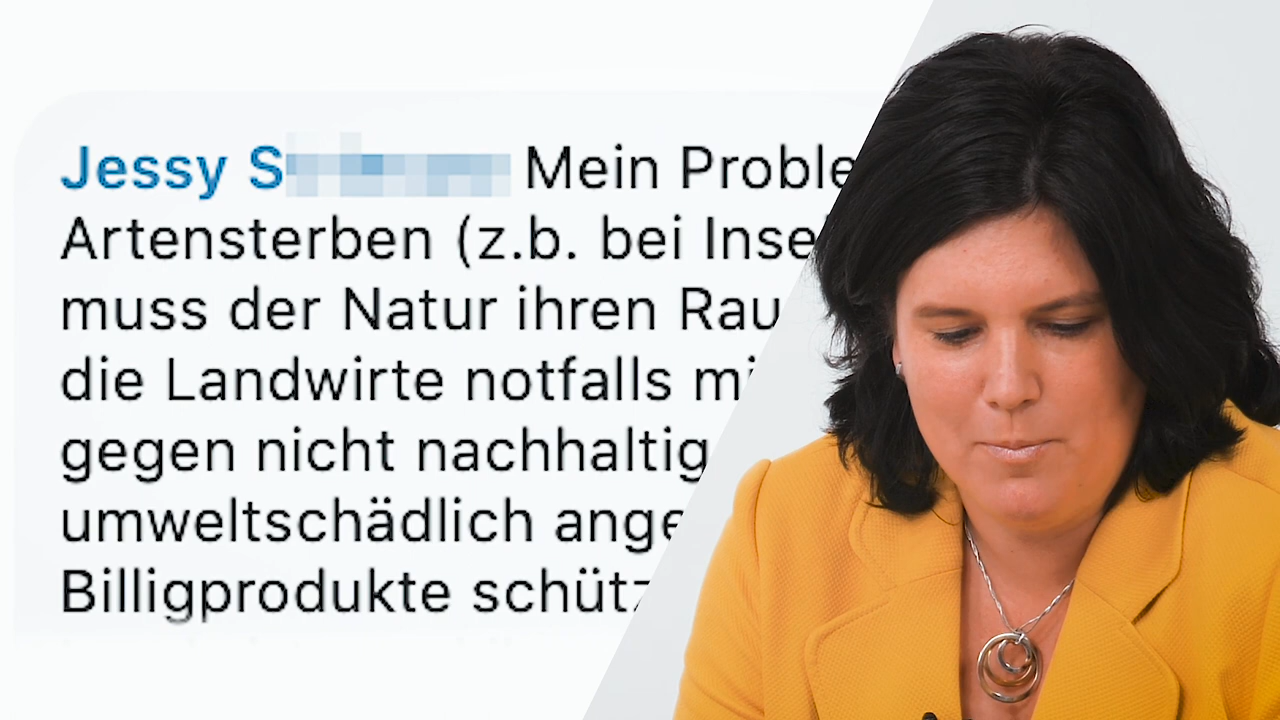 Jessy S Mein Proble
Artensterben (z.b. bei Inse
muss der Natur ihren Rau
die Landwirte notfalls mi
gegen nicht nachhaltig
umweltschädlich ange
Billigprodukte schütz